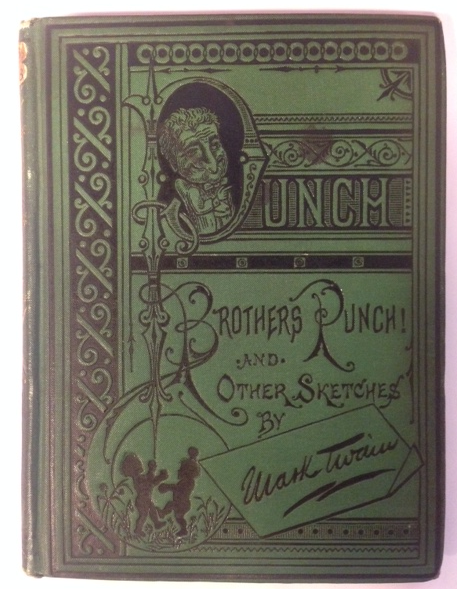 PUNCH
BROTHERS PUNCH!
·AND·
OTHER SKETCHES
BY
Mark Twain